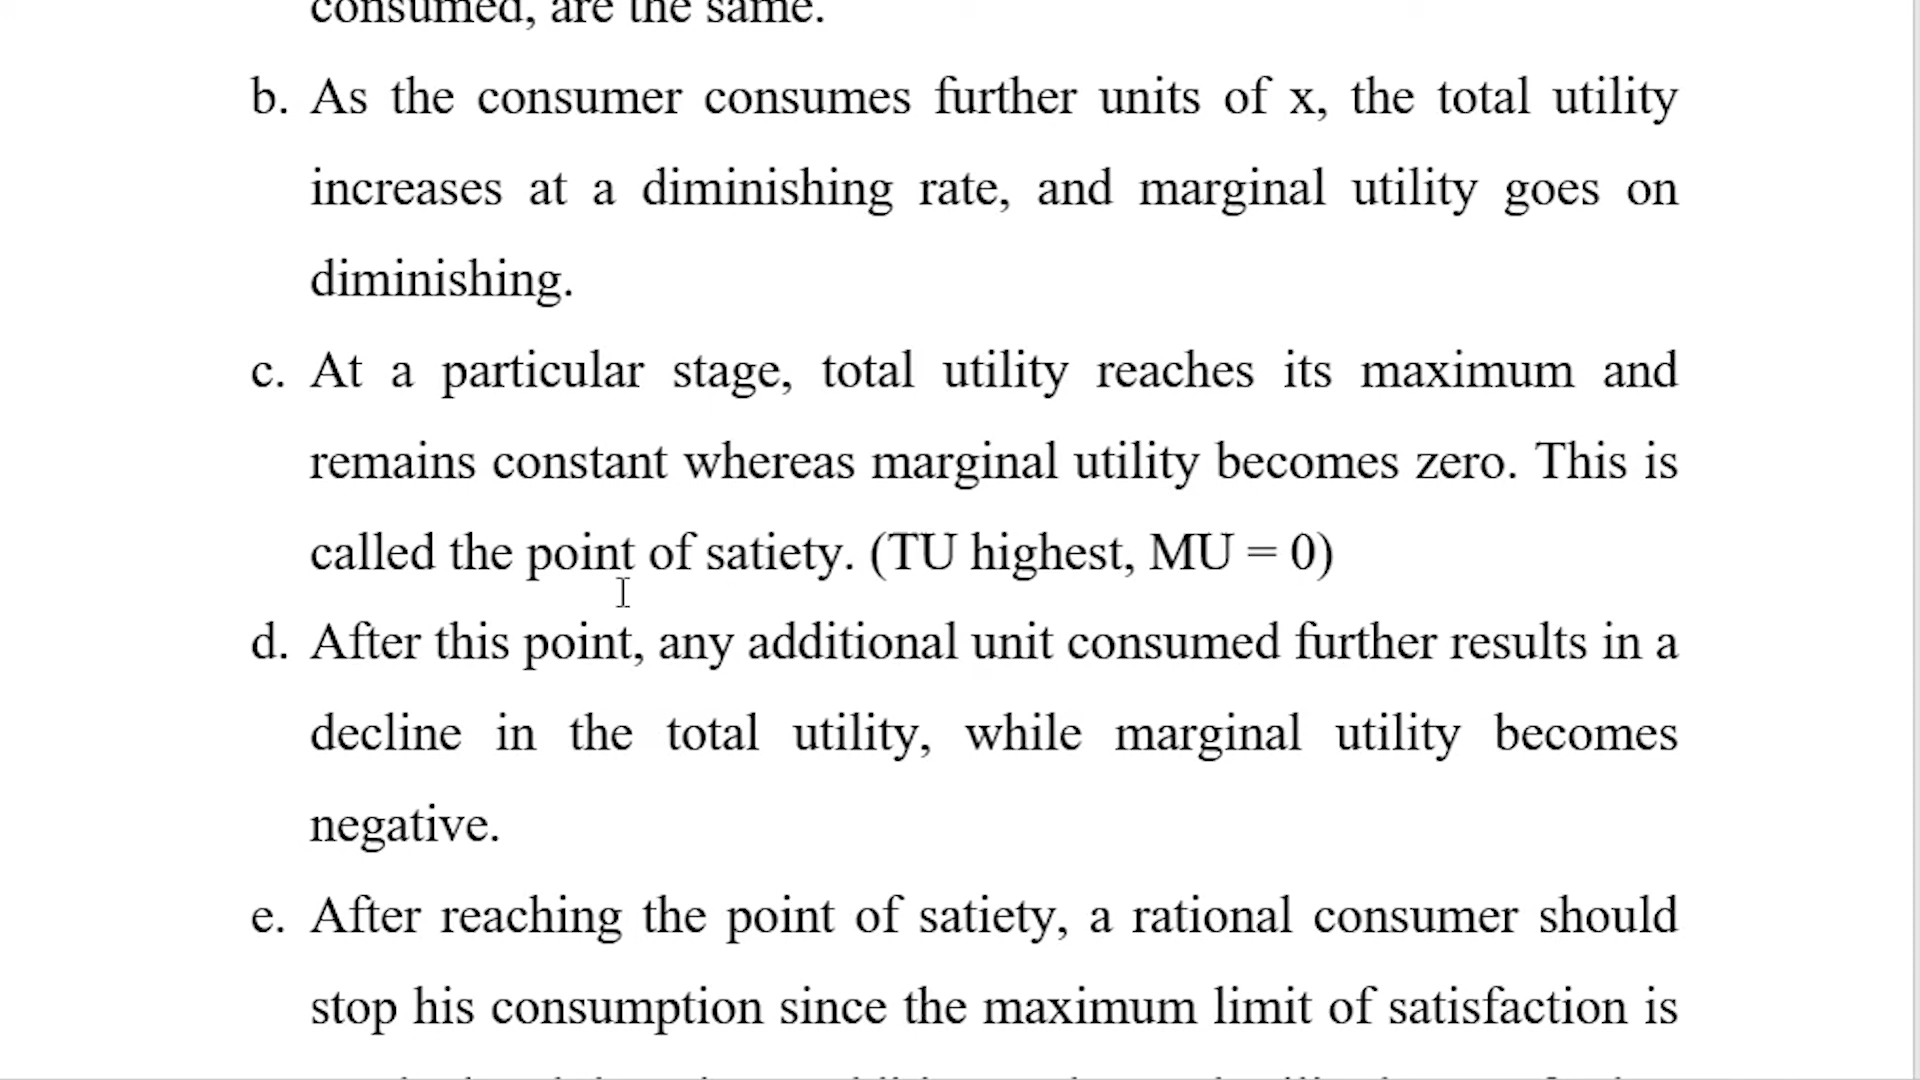 consumed, are the same.
b. As the consumer consumes further units of x, the total utility
increases at a diminishing rate, and marginal utility goes on
diminishing.
c. At a particular stage, total utility reaches its maximum and
remains constant whereas marginal utility becomes zero. This is
called the point of satiety. (TU highest, MU = 0)
d. After this point, any additional unit consumed further results in a
decline in the total utility, while marginal utility becomes
negative.
e. After reaching the point of satiety, a rational consumer should
stop his consumption since the maximum limit of satisfaction is